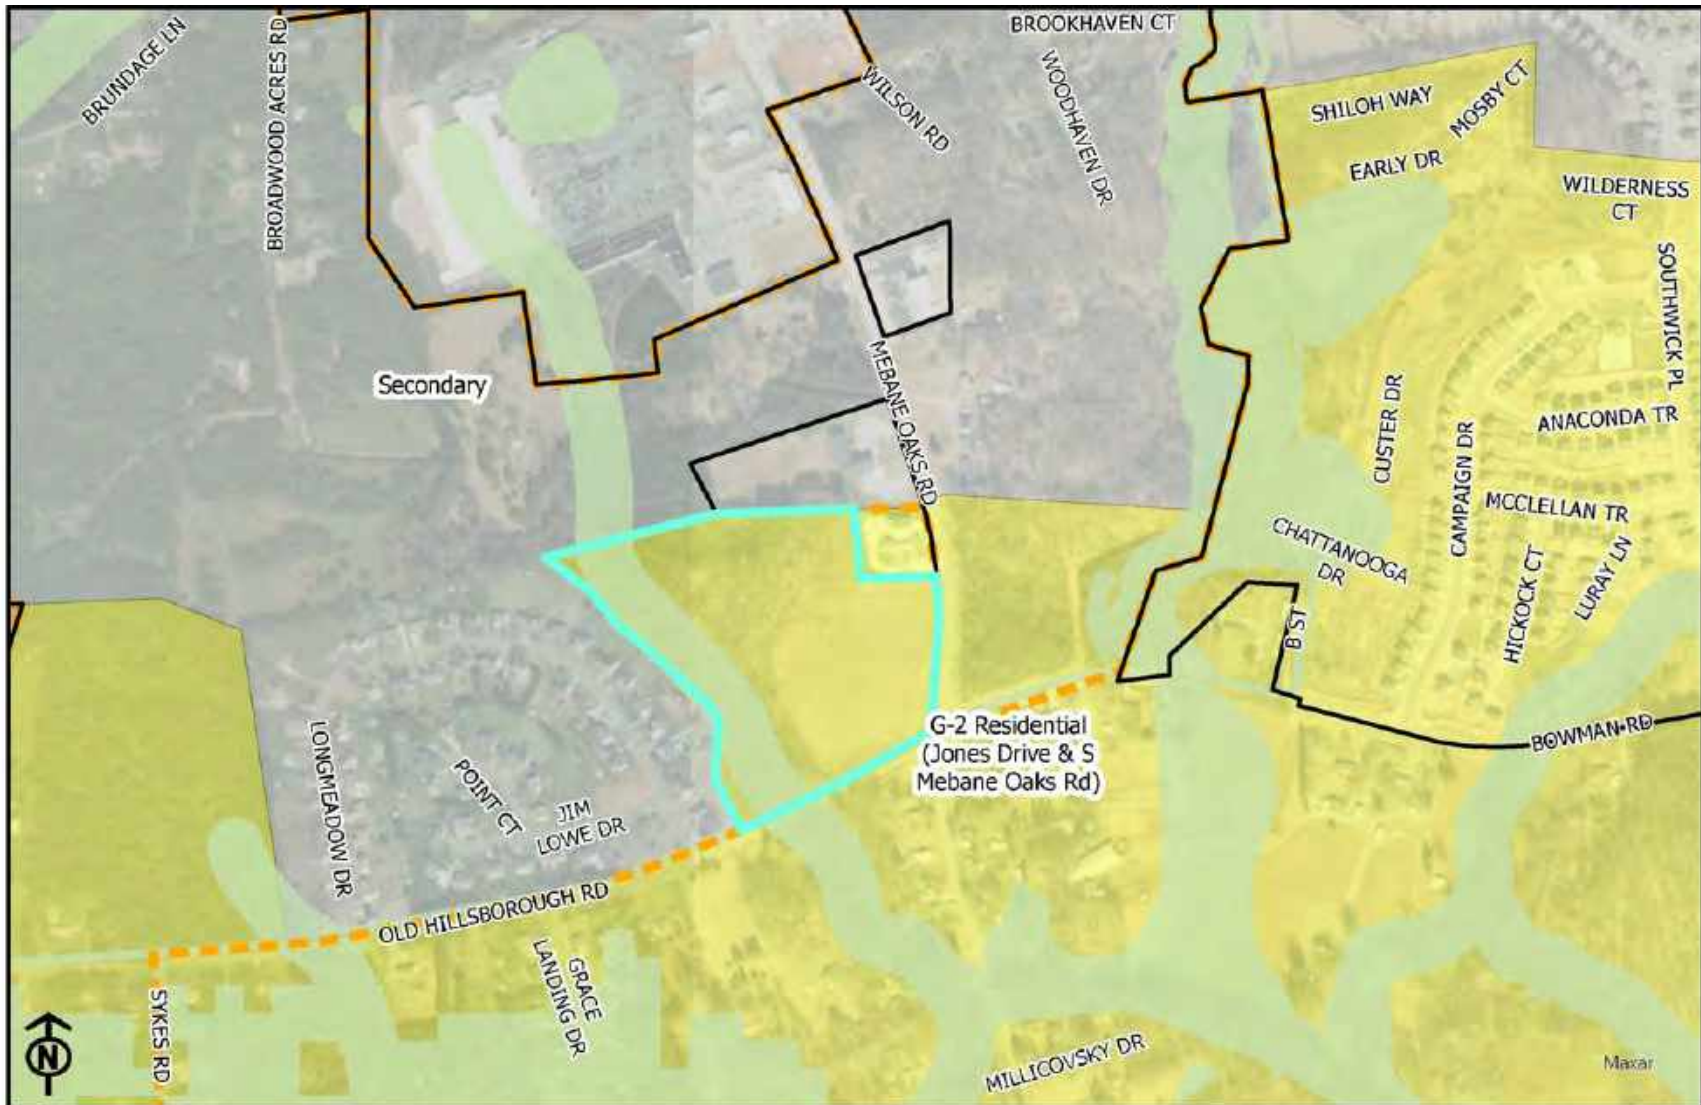 BROOKHAVEN CT
BRUNDAGE LN
BROADWOOD ACRES RD
WILSON RD
WOODHAVEN DR
SHILOH WAY
MOSBY CT
EARLY DR
WILDERNESS
CT
SOUTHWICK PL
Secondary
MEBANE OAKS RD
CUSTER DR
CAMPAIGN DR
ANACONDA TR
MCCLELLAN TR
CHATTANOOGA
DR
HICKOCK CT
LURAY LN
B ST
G-2 Residential
(Jones Drive & S
Mebane Oaks Rd)
BOWMAN RD
LONGMEADOW DR
POINT CT
JIM
LOWE DR
OLD HILLSBOROUGH RD
GRACE
LANDING DR
SYKES RD
N
MILLICOVSKY DR
Maxar